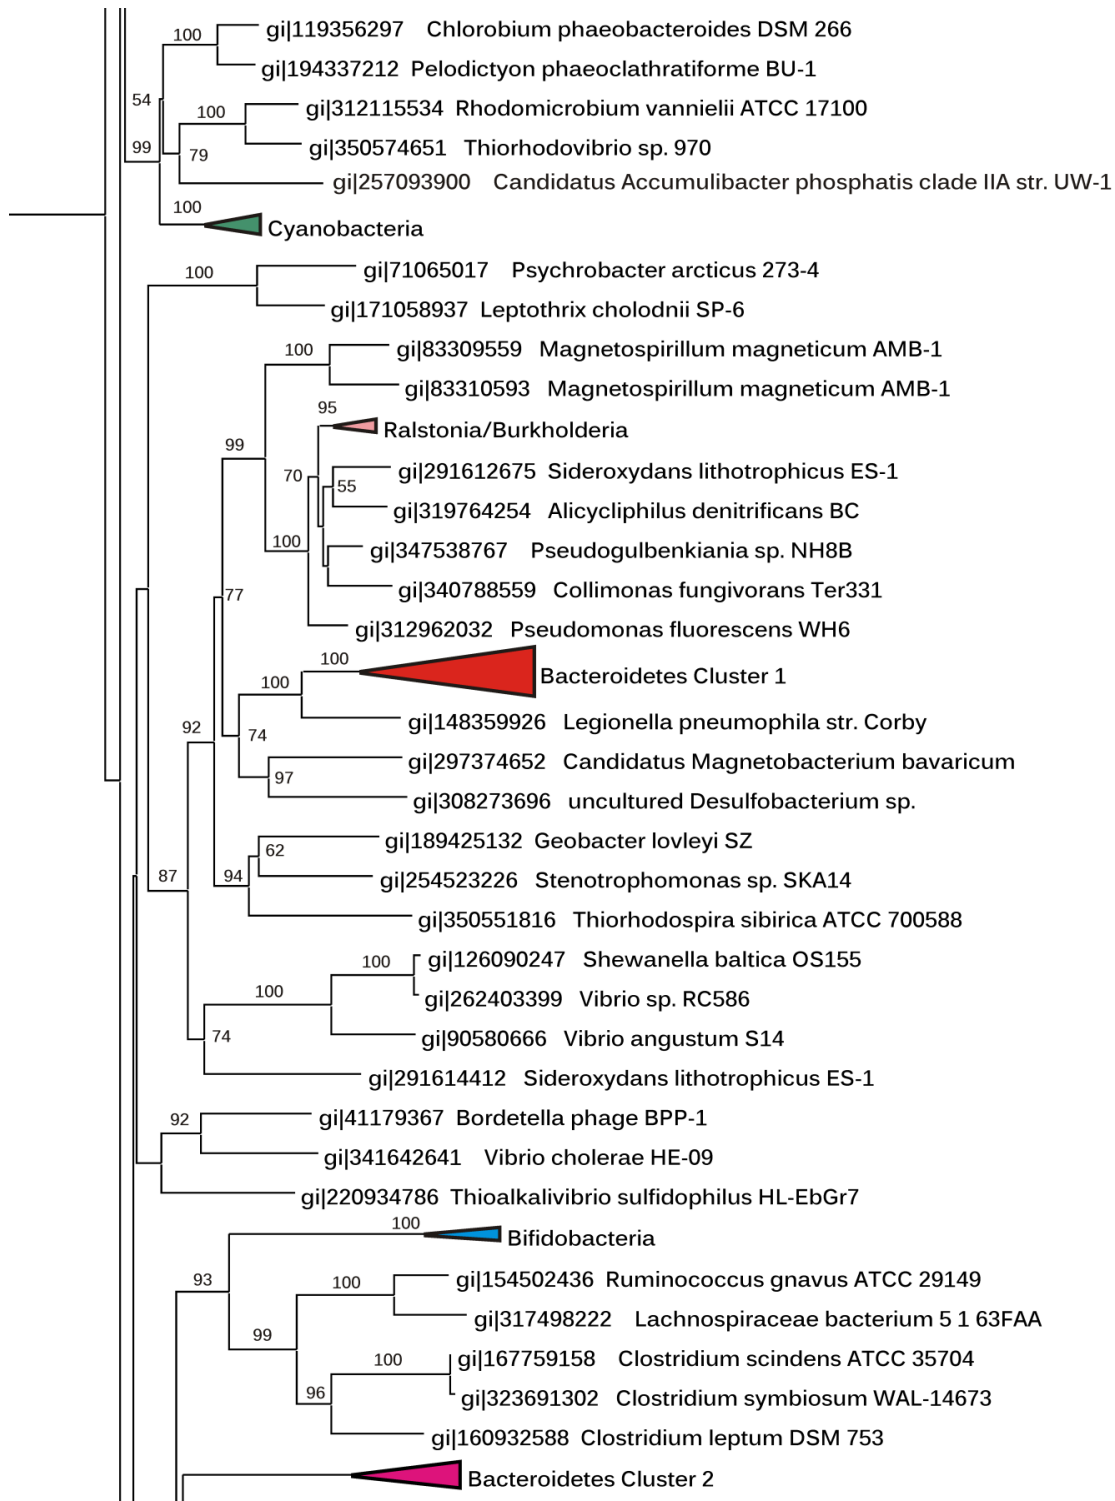 100
gi|119356297 Chlorobium phaeobacteroides DSM 266
gi|194337212 Pelodictyon phaeoclathratiforme BU-1
54
100
gi|312115534 Rhodomicrobium vannielii ATCC 17100
99
79
gi|350574651 Thiorhodovibrio sp. 970
gi|257093900 Candidatus Accumulibacter phosphatis clade IIA str. UW-1
100
Cyanobacteria
100
gi|71065017 Psychrobacter arcticus 273-4
gi|171058937 Leptothrix cholodnii SP-6
100
gi|83309559 Magnetospirillum magneticum AMB-1
gi|83310593 Magnetospirillum magneticum AMB-1
95
Ralstonia/Burkholderia
99
70
gi|291612675 Sideroxydans lithotrophicus ES-1
55
gi|319764254 Alicycliphilus denitrificans BC
100
gi|347538767 Pseudogulbenkiania sp. NH8B
77
gi|340788559 Collimonas fungivorans Ter331
gi|312962032 Pseudomonas fluorescens WH6
100
Bacteroidetes Cluster 1
100
gi|148359926 Legionella pneumophila str. Corby
92
74
gi|297374652 Candidatus Magnetobacterium bavaricum
97
gi|308273696 uncultured Desulfobacterium sp.
gi|189425132 Geobacter lovleyi SZ
62
87
94
gi|254523226 Stenotrophomonas sp. SKA14
gi|350551816 Thiorhodospira sibirica ATCC 700588
100
gi|126090247 Shewanella baltica OS155
100
gi|262403399 Vibrio sp. RC586
74
gi|90580666 Vibrio angustum S14
gi|291614412 Sideroxydans lithotrophicus ES-1
92
gi|41179367 Bordetella phage BPP-1
gi|341642641 Vibrio cholerae HE-09
gi|220934786 Thioalkalivibrio sulfidophilus HL-EbGr7
100
Bifidobacteria
93
100
gi|154502436 Ruminococcus gnavus ATCC 29149
gi|317498222 Lachnospiraceae bacterium 5 1 63FAA
99
100
gi|167759158 Clostridium scindens ATCC 35704
96
gi|323691302 Clostridium symbiosum WAL-14673
gi|160932588 Clostridium leptum DSM 753
Bacteroidetes Cluster 2